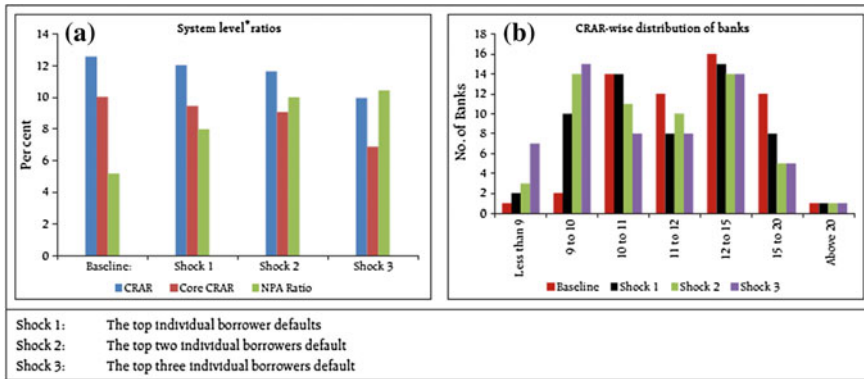 (a)
System level* ratios
14
12
10
8
6
4
2
0
Per cent
Baseline:
Shock 1
Shock 2
Shock 3
CRAR
Core CRAR
NPA Ratio
(b)
CRAR-wise distribution of banks
18
16
14
12
10
8
6
4
2
0
No. of Banks
Less than 9
9 to 10
10 to 11
11 to 12
12 to 15
15 to 20
Above 20
Baseline
Shock 1
Shock 2
Shock 3
Shock 1: The top individual borrower defaults
Shock 2: The top two individual borrowers default
Shock 3: The top three individual borrowers default